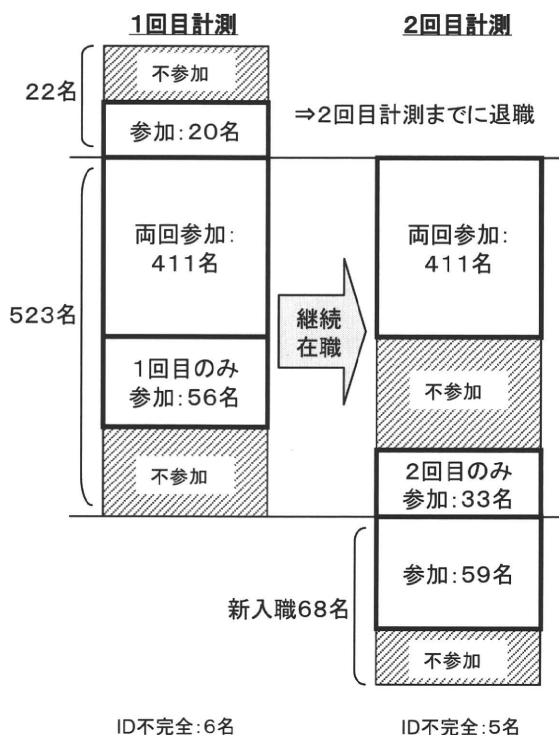 1回目計測
2回目計測
22名
不参加
参加:20名
⇒2回目計測までに退職
523名
両回参加:
411名
両回参加:
411名
継続
在職
1回目のみ
参加:56名
不参加
不参加
2回目のみ
参加:33名
新入職68名
参加:59名
不参加
ID不完全:6名
ID不完全:5名